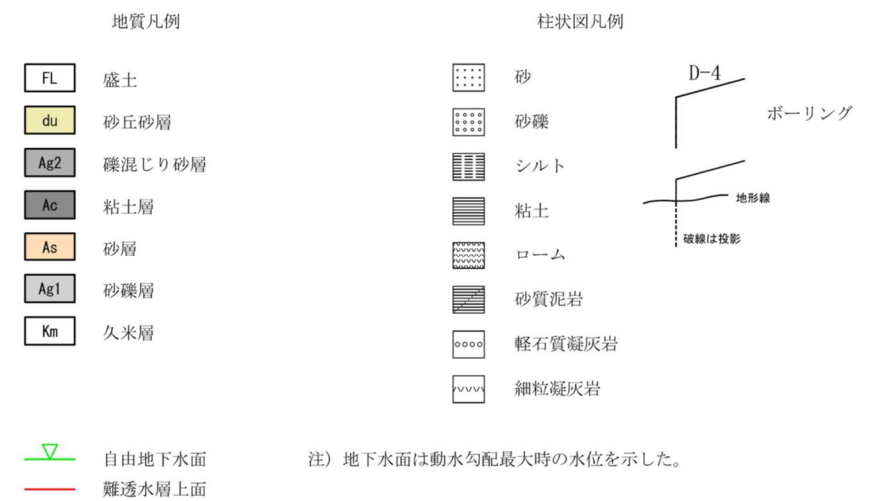 地質凡例
FL 盛土
du 砂丘砂層
Ag2 礫混じり砂層
Ac 粘土層
As 砂層
Ag1 砂礫層
Km 久米層
自由地下水面
難透水層上面
柱状図凡例
砂
砂礫
シルト
粘土
ローム
砂質泥岩
軽石質凝灰岩
細粒凝灰岩
D-4
ボーリング
地形線
破線は投影
注）地下水面は動水勾配最大時の水位を示した。